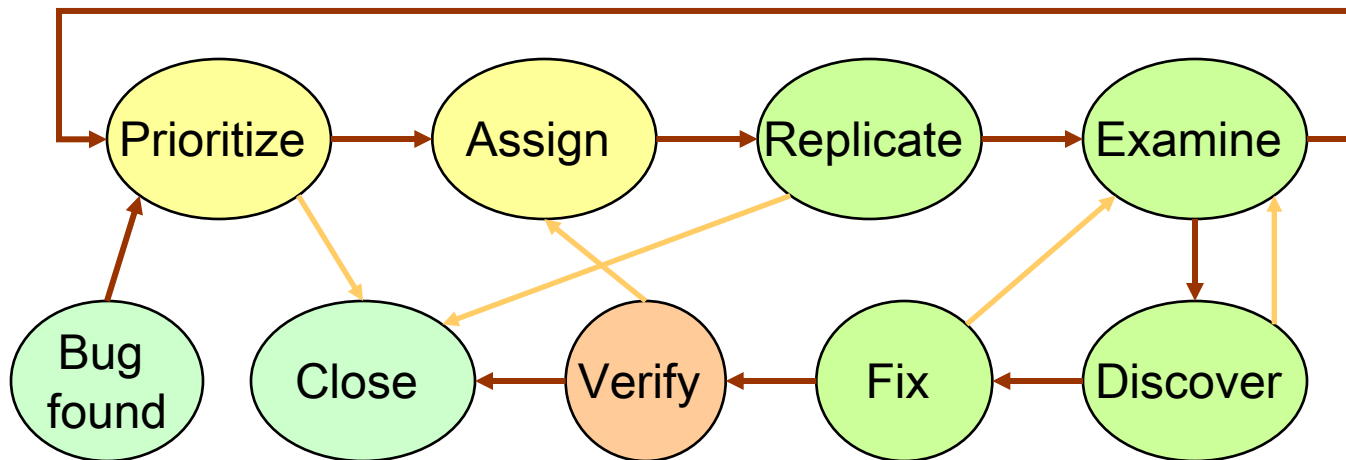 Prioritize
Assign
Replicate
Examine
Bug
found
Close
Verify
Fix
Discover